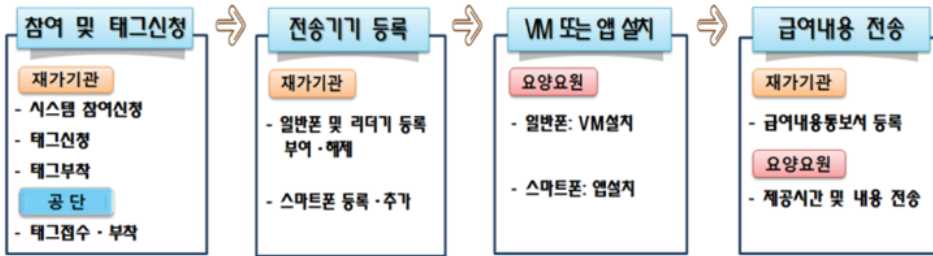 참여 및 태그신청
재가기관
- 시스템 참여신청
- 태그신청
- 태그부착
공 단
- 태그접수 · 부착
전송기기 등록
재가기관
- 일반폰 및 리더기 등록
부여 · 해제
- 스마트폰 등록 · 추가
VM 또는 앱 설치
요양요원
- 일반폰: VM설치
- 스마트폰: 앱설치
급여내용 전송
재가기관
- 급여내용통보서 등록
요양요원
- 제공시간 및 내용 전송